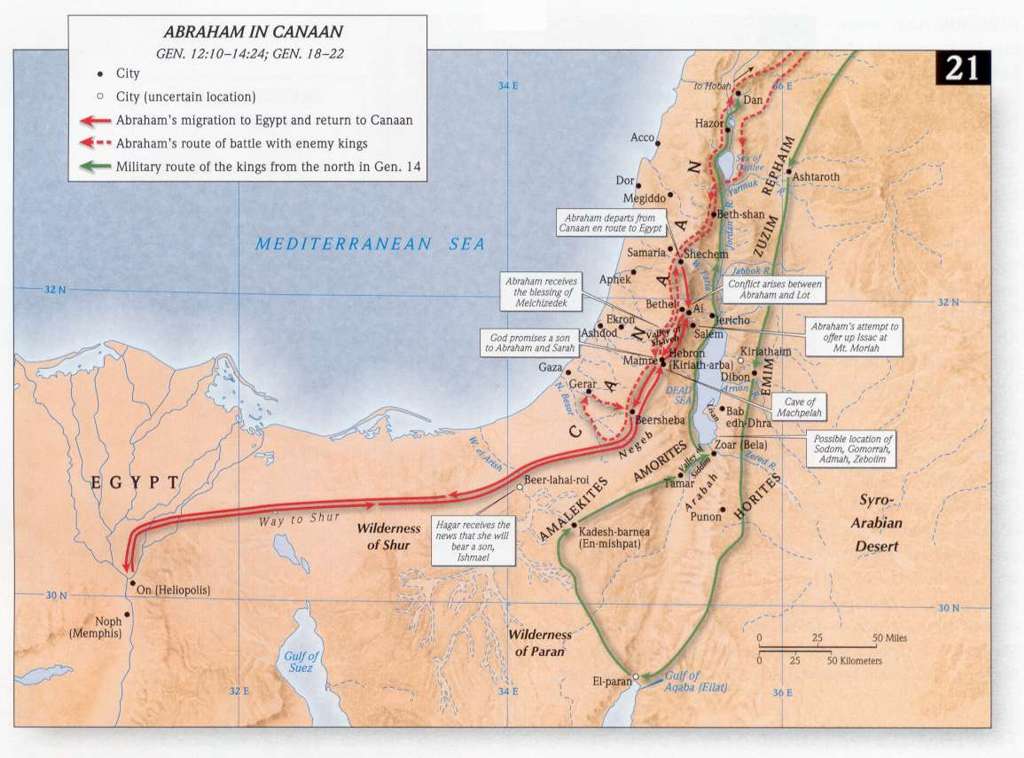 ABRAHAM IN CANAAN
GEN. 12:10–14:24; GEN. 18–22
City
City (uncertain location)
Abraham's migration to Egypt and return to Canaan
Abraham's route of battle with enemy kings
Military route of the kings from the north in Gen. 14
21
34 E
36 E
to Hobah
Dan
Hazor
Acco
Sea of Galilee
Yarmuk R.
REPHAIM
Ashtaroth
Dor
Megiddo
Beth-shan
Jordan R.
ZUZIM
Abraham departs from
Canaan en route to Egypt
MEDITERRANEAN SEA
Samaria
Shechem
Jabbok R.
Aphek
Abraham receives
the blessing of
Melchizedek
Conflict arises between
Abraham and Lot
32 N
32 N
Bethel
Ai
Jericho
Ekron
Ashdod
Salem
Abraham's attempt to
offer up Issac at
Mt. Moriah
God promises a son
to Abraham and Sarah
Mamre
Hebron
(Kiriath-arba)
Kiriathaim
Gaza
Dibon
Arnon R.
EMIM
Gerar
N. Besor
DEAD
SEA
Cave of
Machpelah
CANAAN
Beersheba
Bab
edh-Dhra
Negeb
Possible location of
Sodom, Gomorrah,
Admah, Zeboiim
Zoar (Bela)
Zered R.
W. el-Arish
AMORITES
Valley of
Siddim
Tamar
EGYPT
Beer-lahai-roi
AMALEKITES
Arabah
HORITES
Punon
Syro-
Arabian
Desert
Way to Shur
Wilderness
of Shur
Hagar receives the
news that she will
bear a son,
Ishmael
Kadesh-barnea
(En-mishpat)
On (Heliopolis)
30 N
30 N
Noph
(Memphis)
Wilderness
of Paran
0 25 50 Miles
0 25 50 Kilometers
Gulf of
Suez
El-paran
Gulf of
Aqaba (Eilat)
32 E
34 E
36 E